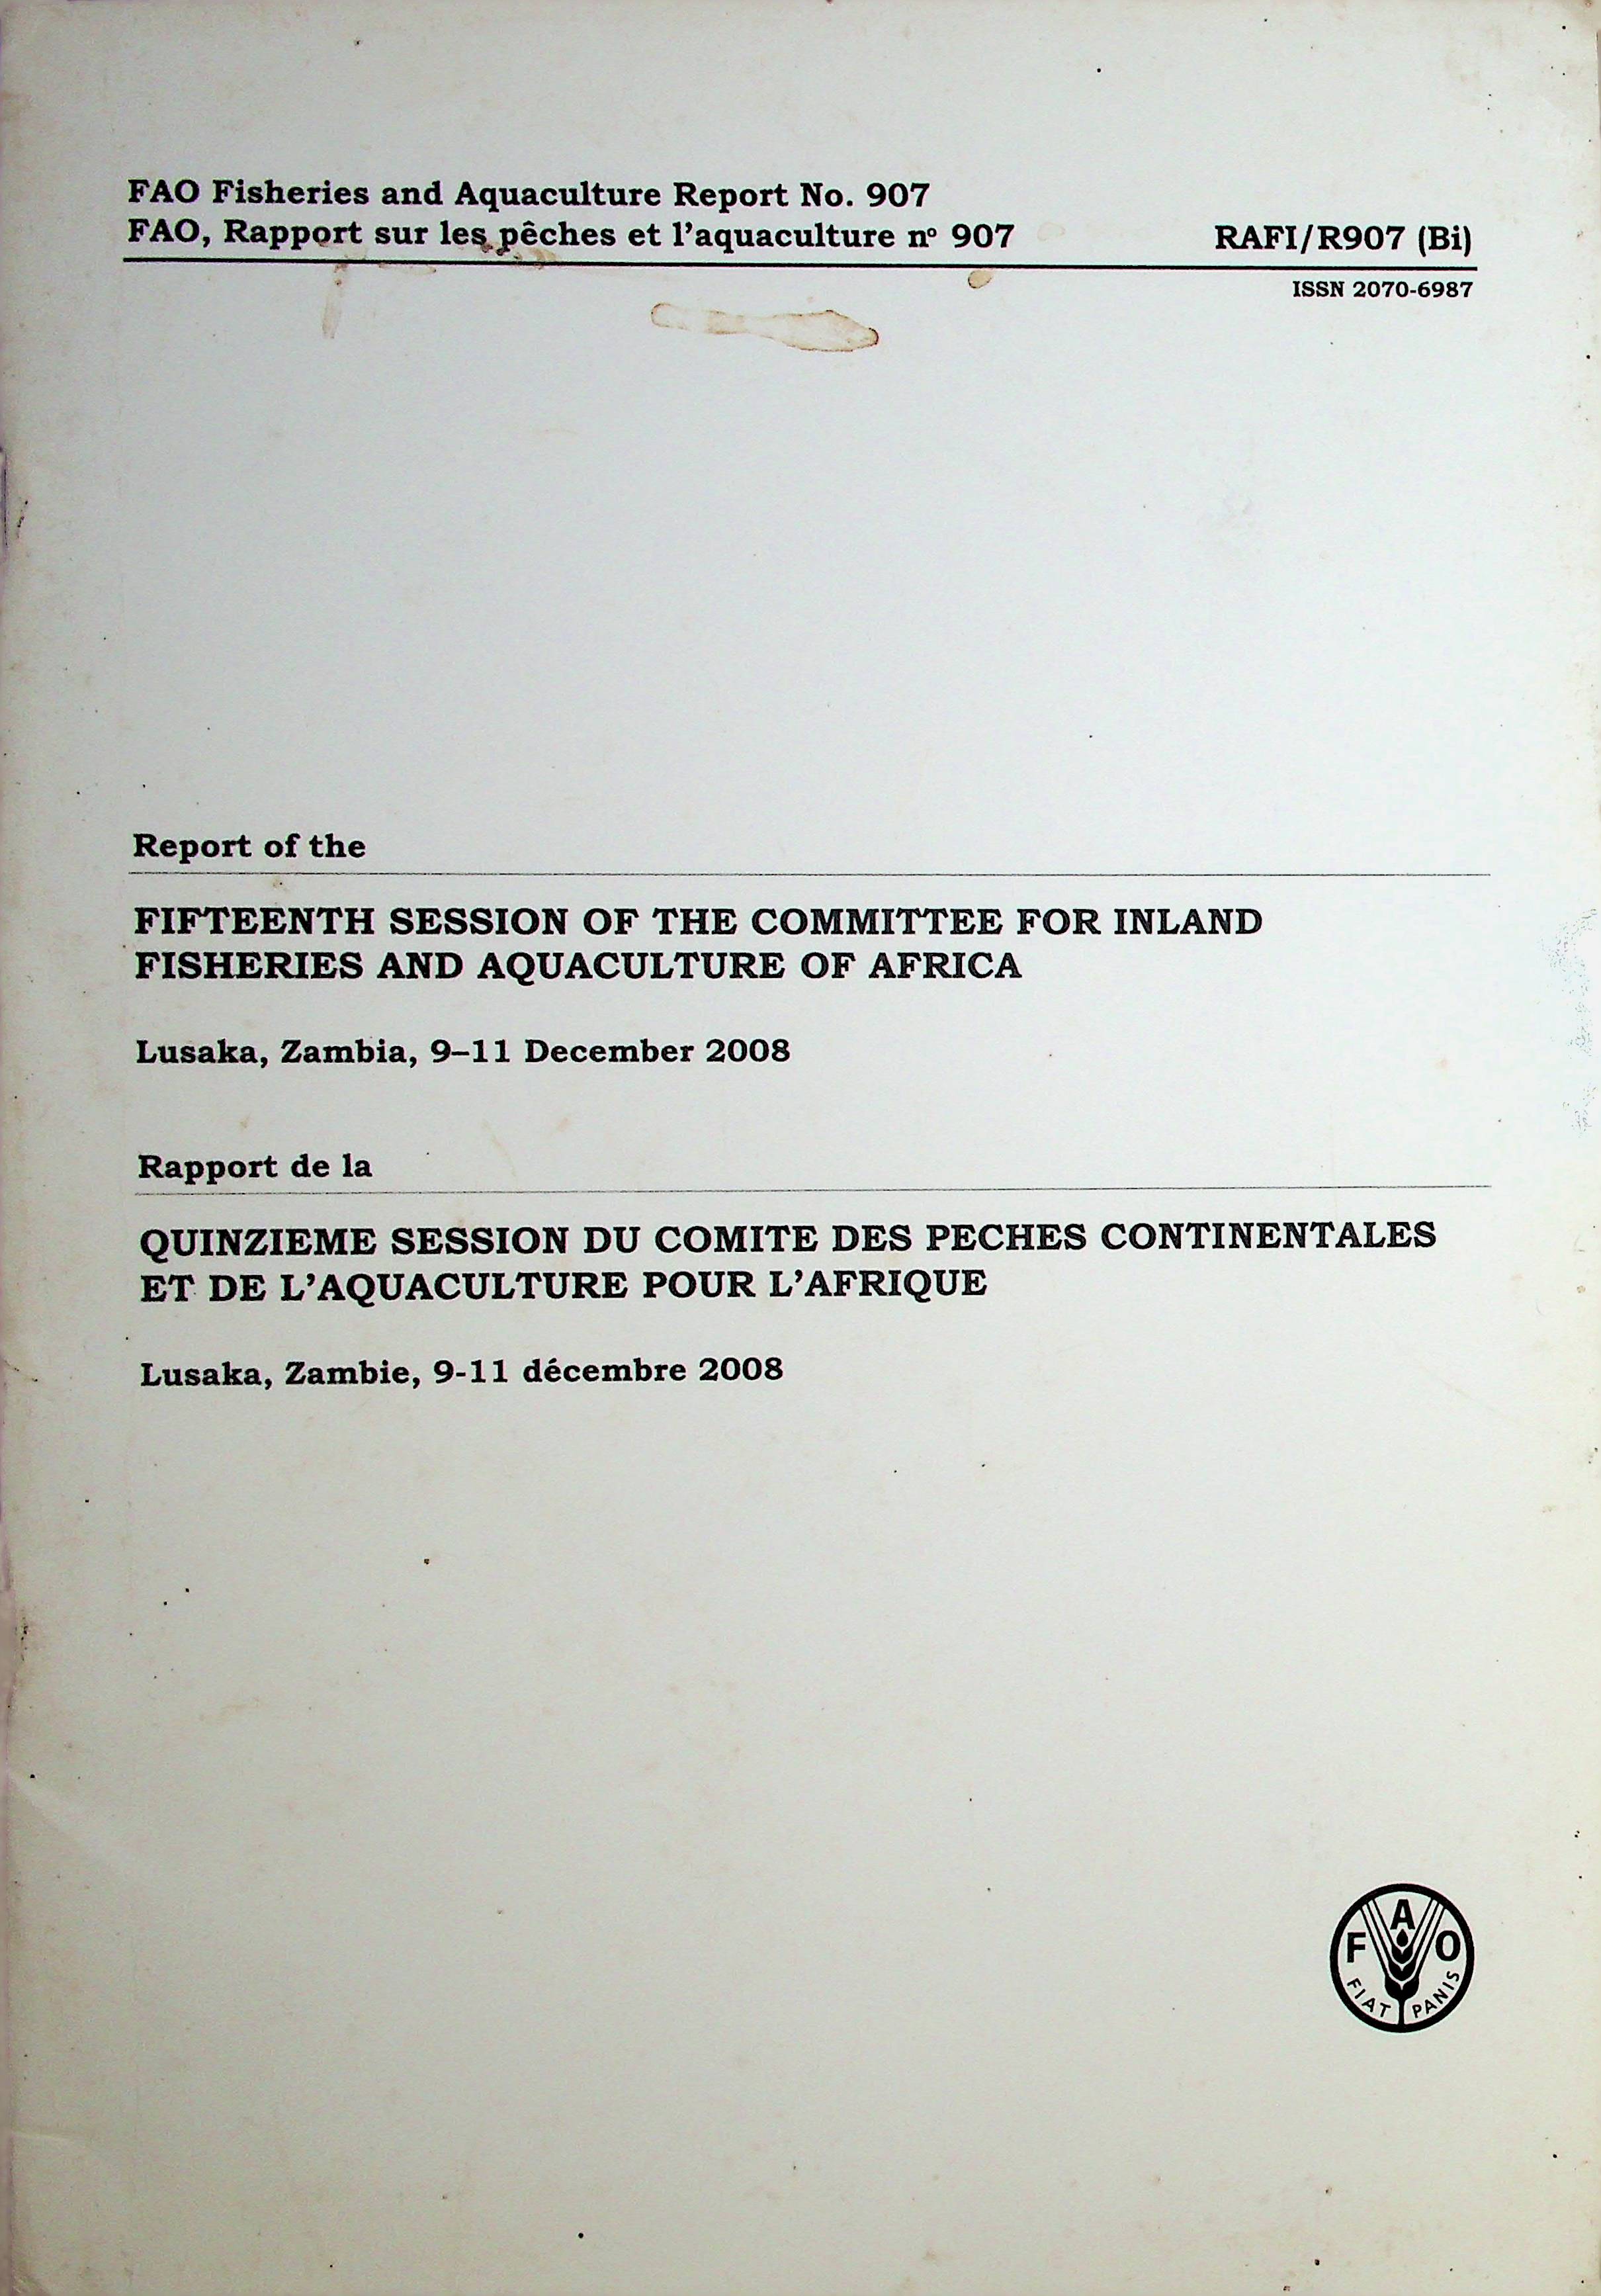 FAO Fisheries and Aquaculture Report No. 907
FAO, Rapport sur les pêches et l'aquaculture nº 907
RAFI/R907 (Bi)
ISSN 2070-6987
Report of the
FIFTEENTH SESSION OF THE COMMITTEE FOR INLAND
FISHERIES AND AQUACULTURE OF AFRICA
Lusaka, Zambia, 9–11 December 2008
Rapport de la
QUINZIEME SESSION DU COMITE DES PECHES CONTINENTALES
ET DE L'AQUACULTURE POUR L'AFRIQUE
Lusaka, Zambie, 9-11 décembre 2008
F A O
FIAT PANIS